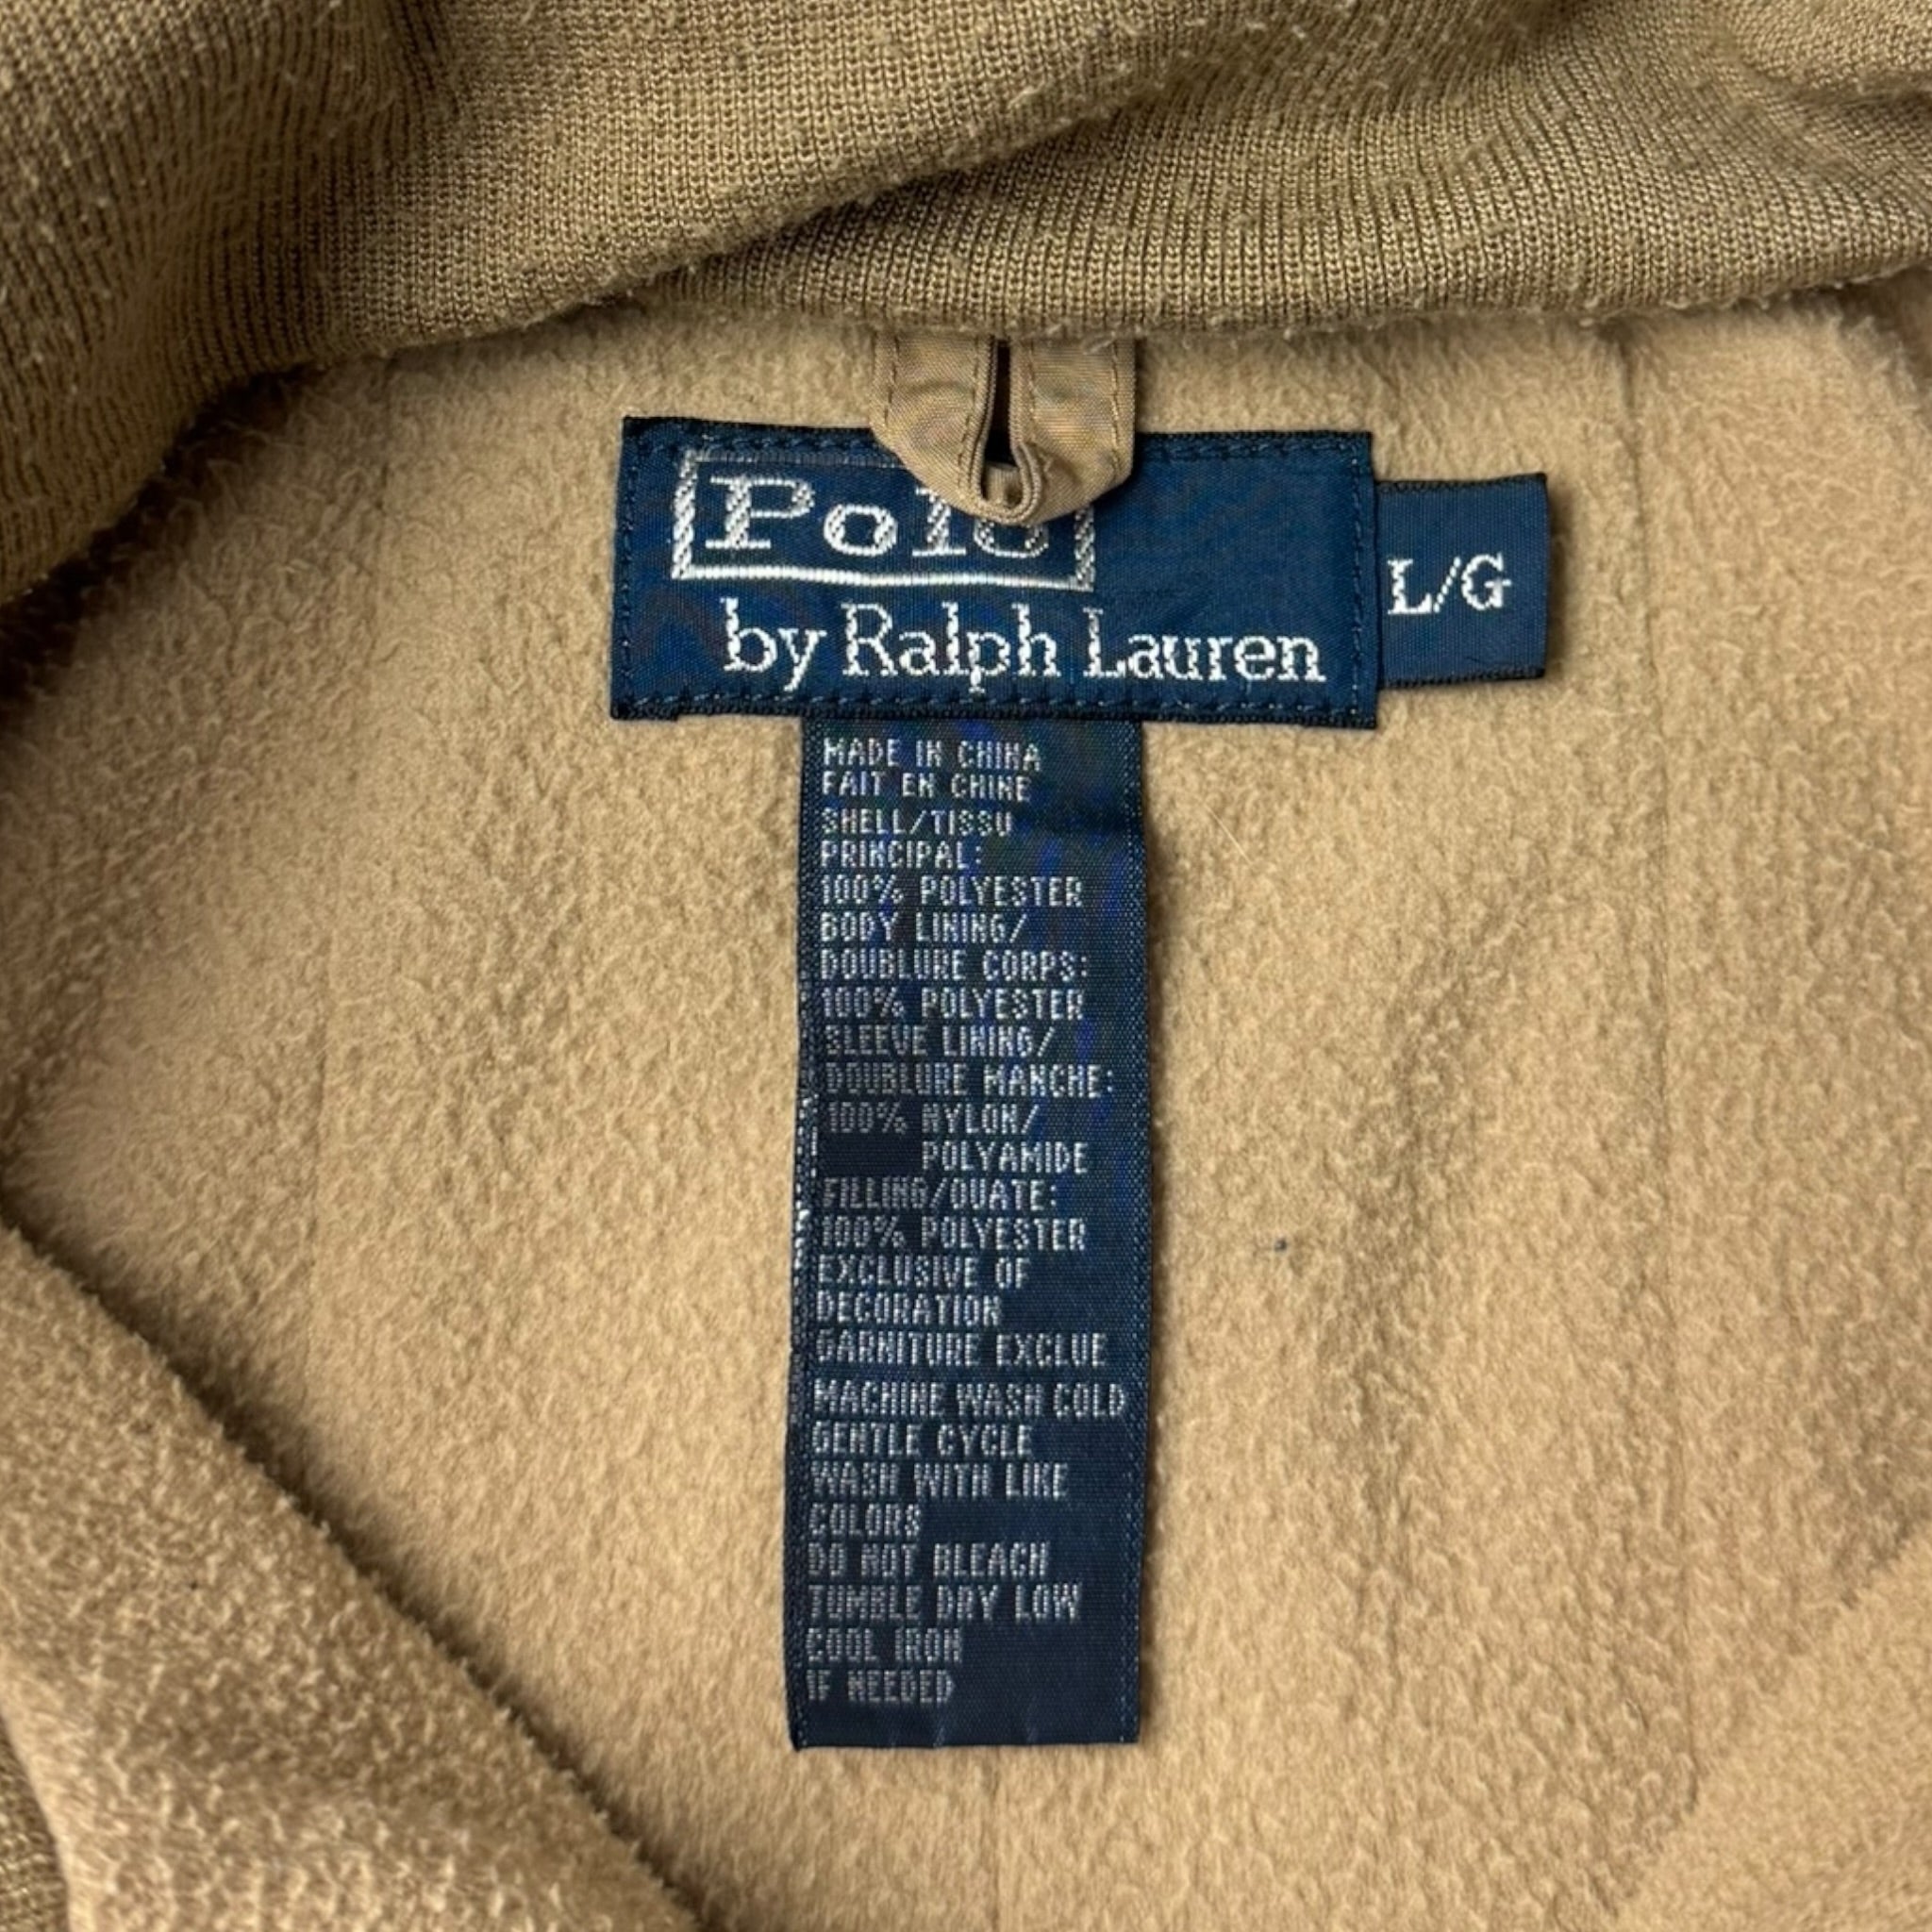 Polo
by Ralph Lauren
L/G
MADE IN CHINA
FAIT EN CHINE
SHELL/TISSU
PRINCIPAL:
100% POLYESTER
BODY LINING/
DOUBLURE CORPS:
100% POLYESTER
SLEEVE LINING/
DOUBLURE MANCHE:
100% NYLON/
POLYAMIDE
FILLING/OUATE:
100% POLYESTER
EXCLUSIVE OF
DECORATION
GARNITURE EXCLUE
MACHINE WASH COLD
GENTLE CYCLE
WASH WITH LIKE
COLORS
DO NOT BLEACH
TUMBLE DRY LOW
COOL IRON
IF NEEDED